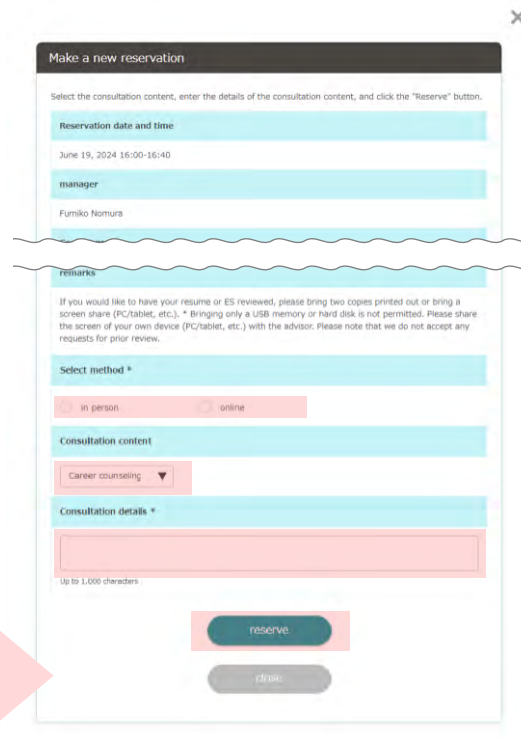 Make a new reservation
Select the consultation content, enter the details of the consultation content, and click the "Reserve" button.
Reservation date and time
June 19, 2024 16:00-16:40
manager
Fumiko Nomura
remarks
If you would like to have your resume or ES reviewed, please bring two copies printed out or bring a
screen share (PC/tablet, etc.). * Bringing only a USB memory or hard disk is not permitted. Please share
the screen of your own device (PC/tablet, etc.) with the advisor. Please note that we do not accept any
requests for prior review.
Select method *
in person online
Consultation content
Career counseling ▼
Consultation details *
Up to 1,000 characters
reserve
close